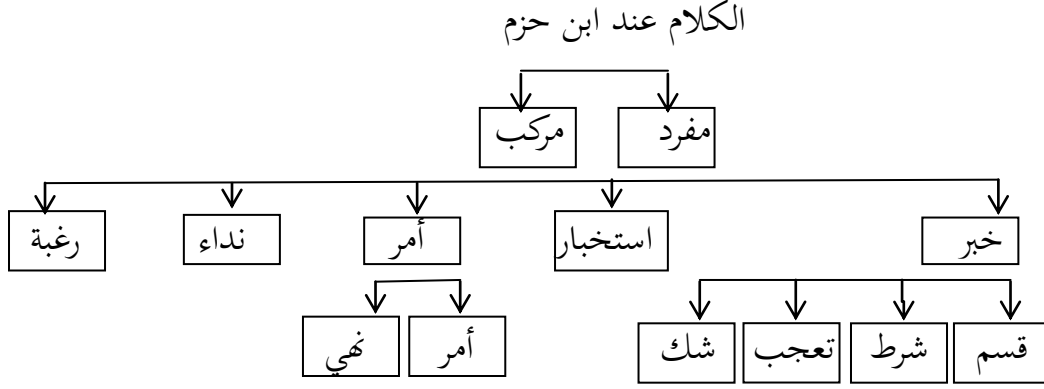 الكلام عند ابن حزم
مفرد مركب
خبر استخبار أمر نداء رغبة
قسم شرط تعجب شك أمر نهي